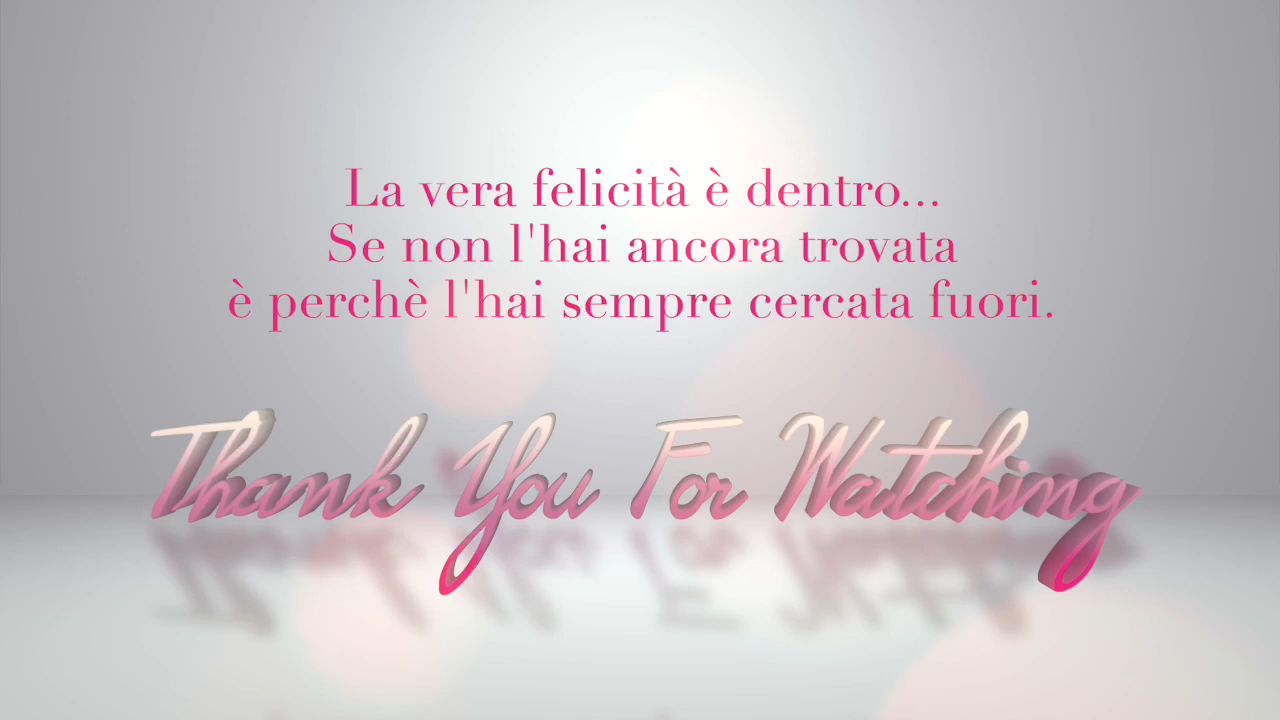 La vera felicità è dentro...
Se non l'hai ancora trovata
è perchè l'hai sempre cercata fuori.
Thank You For Watching